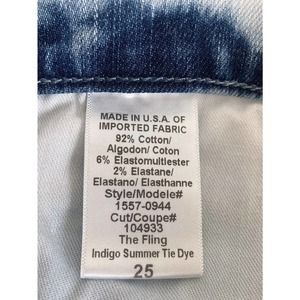 MADE IN U.S.A. OF
IMPORTED FABRIC
92% Cotton/
Algodon/ Coton
6% Elastomultiester
2% Elastane/
Elastano/ Elasthanne
Style/Modele#
1557-0944
Cut/Coupe#
104933
The Fling
Indigo Summer Tie Dye
25